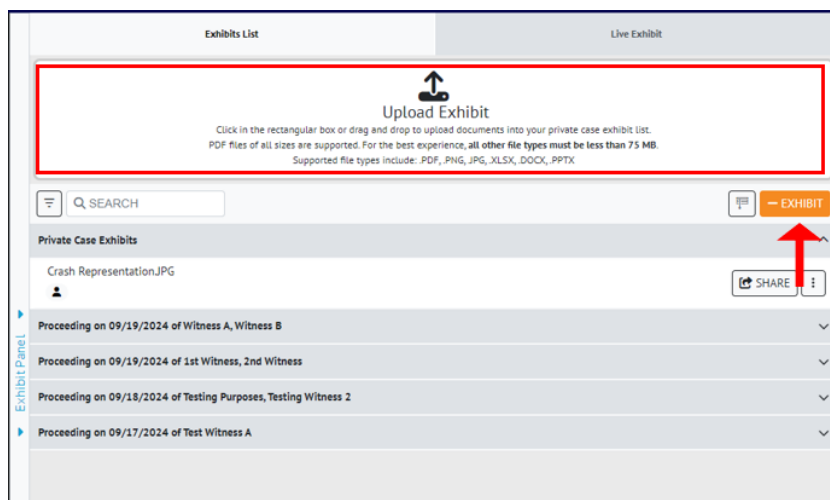 Exhibits List
Live Exhibit
Upload Exhibit
Click in the rectangular box or drag and drop to upload documents into your private case exhibit list.
PDF files of all sizes are supported. For the best experience, all other file types must be less than 75 MB.
Supported file types include: .PDF, .PNG, .JPG, .XLSX, .DOCX, .PPTX
SEARCH
EXHIBIT
Private Case Exhibits
Crash Representation.JPG
SHARE
Proceeding on 09/19/2024 of Witness A, Witness B
Proceeding on 09/19/2024 of 1st Witness, 2nd Witness
Proceeding on 09/18/2024 of Testing Purposes, Testing Witness 2
Proceeding on 09/17/2024 of Test Witness A
Exhibit Panel